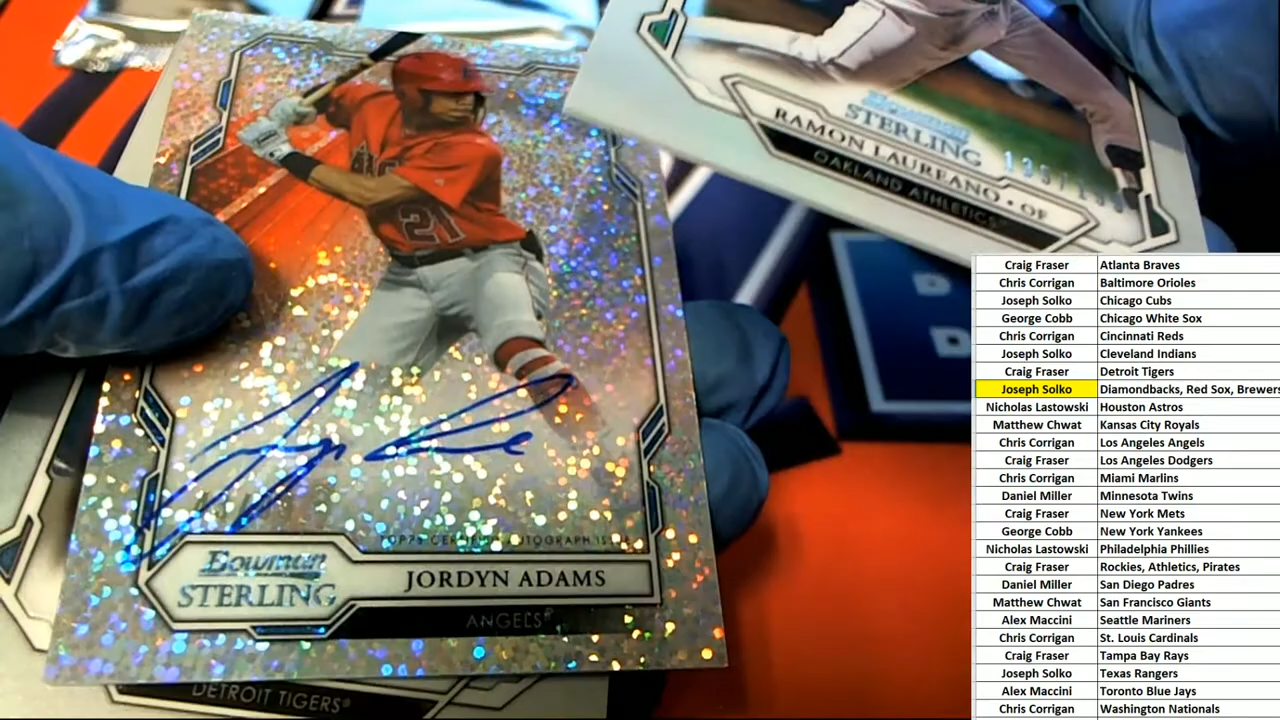 Bowman
STERLING
RAMON LAUREANO • OF
OAKLAND ATHLETICS®
21
TOPPS CERTIFIED AUTOGRAPH ISSUE
Bowman
STERLING
JORDYN ADAMS
ANGELS®
DETROIT TIGERS®
Craig Fraser Atlanta Braves
Chris Corrigan Baltimore Orioles
Joseph Solko Chicago Cubs
George Cobb Chicago White Sox
Chris Corrigan Cincinnati Reds
Joseph Solko Cleveland Indians
Craig Fraser Detroit Tigers
Joseph Solko Diamondbacks, Red Sox, Brewers
Nicholas Lastowski Houston Astros
Matthew Chwat Kansas City Royals
Chris Corrigan Los Angeles Angels
Craig Fraser Los Angeles Dodgers
Chris Corrigan Miami Marlins
Daniel Miller Minnesota Twins
Craig Fraser New York Mets
George Cobb New York Yankees
Nicholas Lastowski Philadelphia Phillies
Craig Fraser Rockies, Athletics, Pirates
Daniel Miller San Diego Padres
Matthew Chwat San Francisco Giants
Alex Maccini Seattle Mariners
Chris Corrigan St. Louis Cardinals
Craig Fraser Tampa Bay Rays
Joseph Solko Texas Rangers
Alex Maccini Toronto Blue Jays
Chris Corrigan Washington Nationals